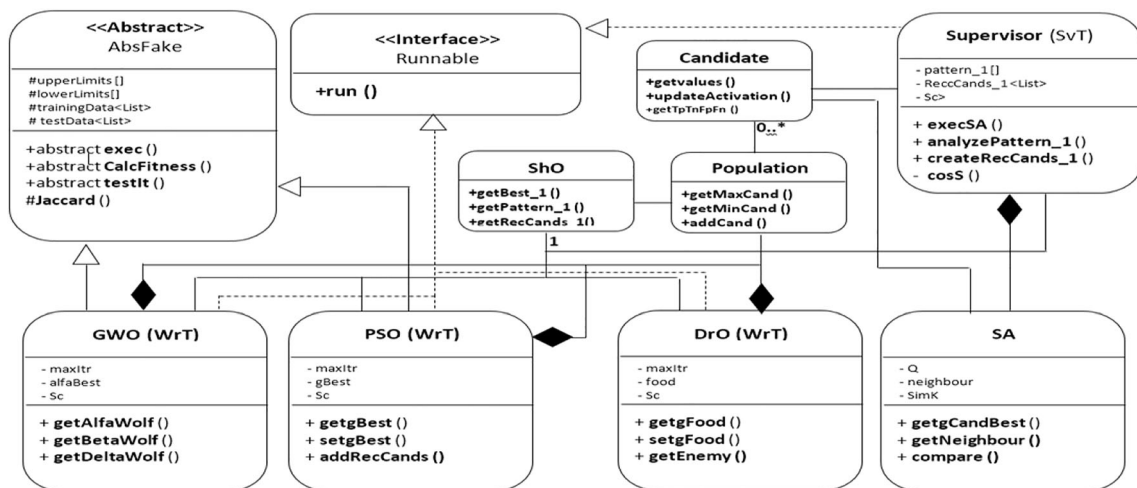 <<Abstract>>
AbsFake
#upperLimits[]
#lowerLimits[]
#trainingData<List>
# testData<List>
+abstract exec ()
+abstract CalcFitness ()
+abstract testIt ()
#Jaccard ()
<<Interface>>
Runnable
+run ()
Candidate
+getvalues ()
+updateActivation ()
+getTpTnFpFn ()
0..*
Supervisor (SvT)
- pattern_1[]
- ReccCands_1<List>
- Sc>
+ execSA ()
+ analyzePattern_1 ()
+ createRecCands_1 ()
- cosS ()
ShO
+getBest_1 ()
+getPattern_1 ()
+getRecCands_1()
1
Population
+getMaxCand ()
+getMinCand ()
+addCand ()
GWO (WrT)
- maxItr
- alfaBest
- Sc
+ getAlfaWolf ()
+ getBetaWolf ()
+ getDeltaWolf ()
PSO (WrT)
- maxItr
- gBest
- Sc
+ getgBest ()
+ setgBest ()
+ addRecCands ()
DrO (WrT)
- maxItr
- food
- Sc
+ getgFood ()
+ setgFood ()
+ getEnemy ()
SA
- Q
- neighbour
- SimK
+ getgCandBest ()
+ getNeighbour ()
+ compare ()